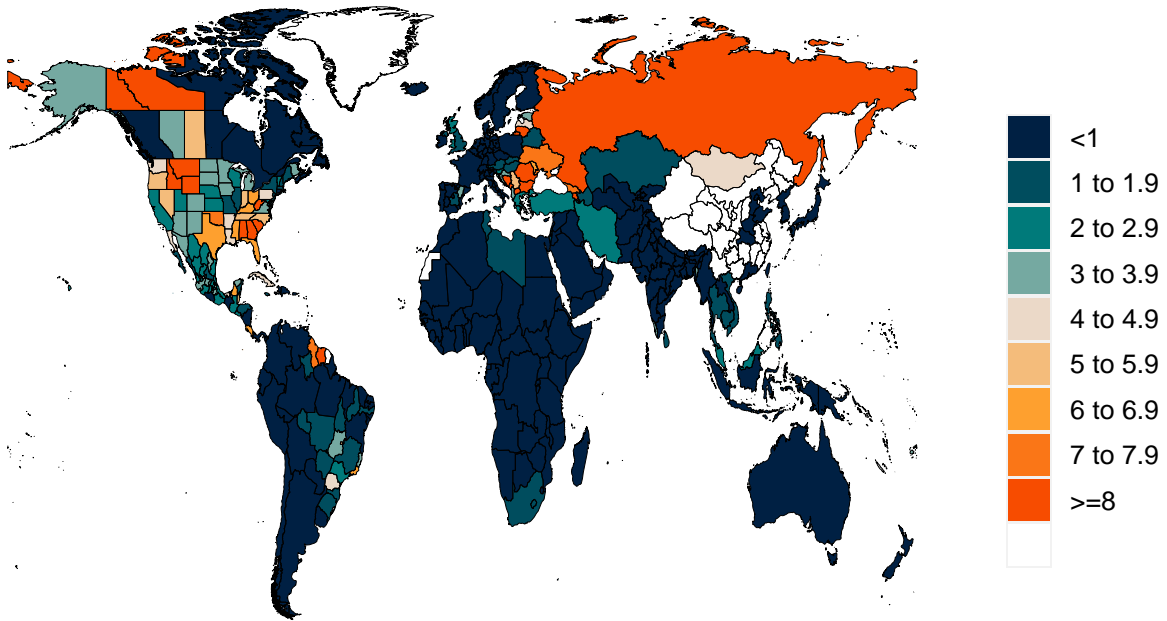 <1
1 to 1.9
2 to 2.9
3 to 3.9
4 to 4.9
5 to 5.9
6 to 6.9
7 to 7.9
>=8